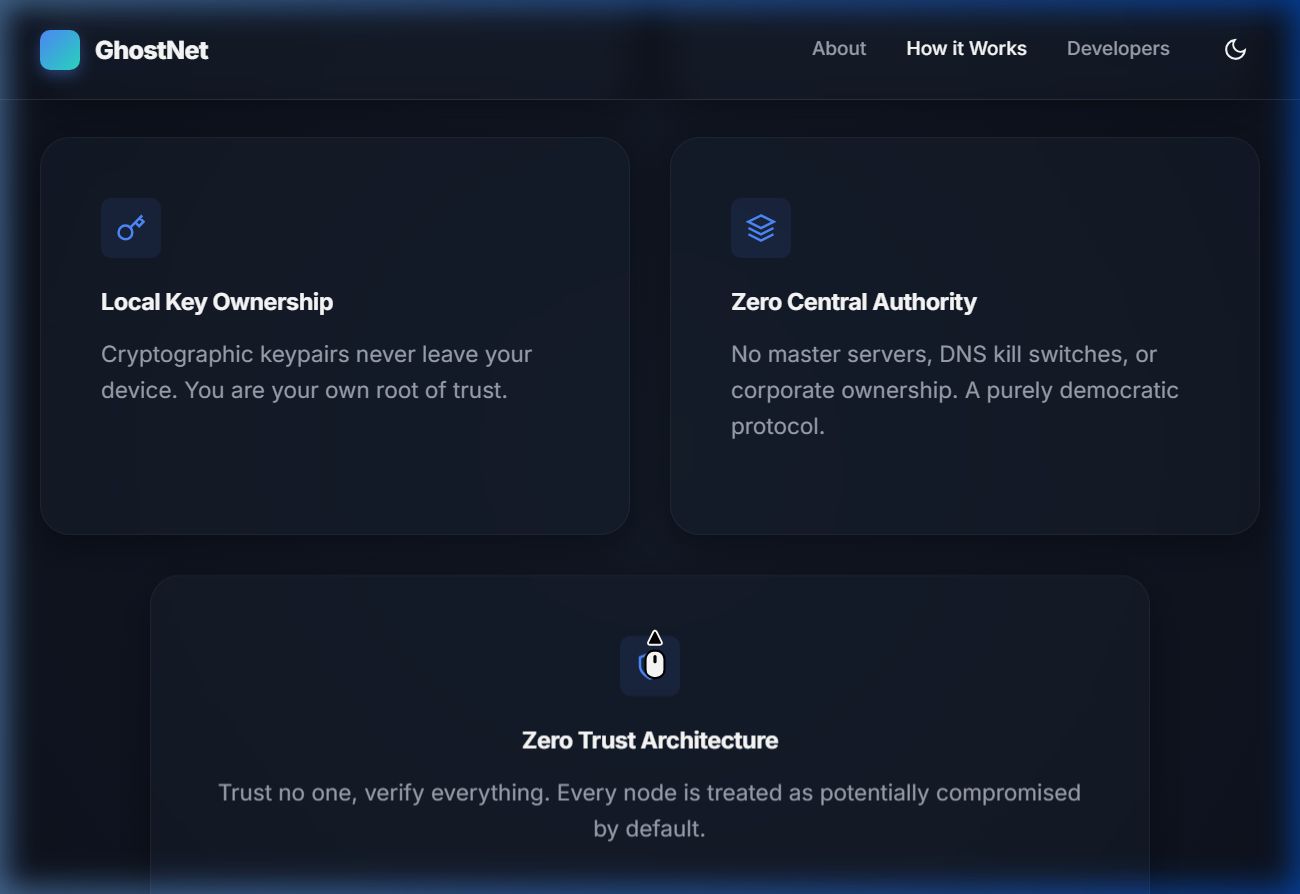 GhostNet
About
How it Works
Developers
Local Key Ownership
Cryptographic keypairs never leave your
device. You are your own root of trust.
Zero Central Authority
No master servers, DNS kill switches, or
corporate ownership. A purely democratic
protocol.
Zero Trust Architecture
Trust no one, verify everything. Every node is treated as potentially compromised
by default.